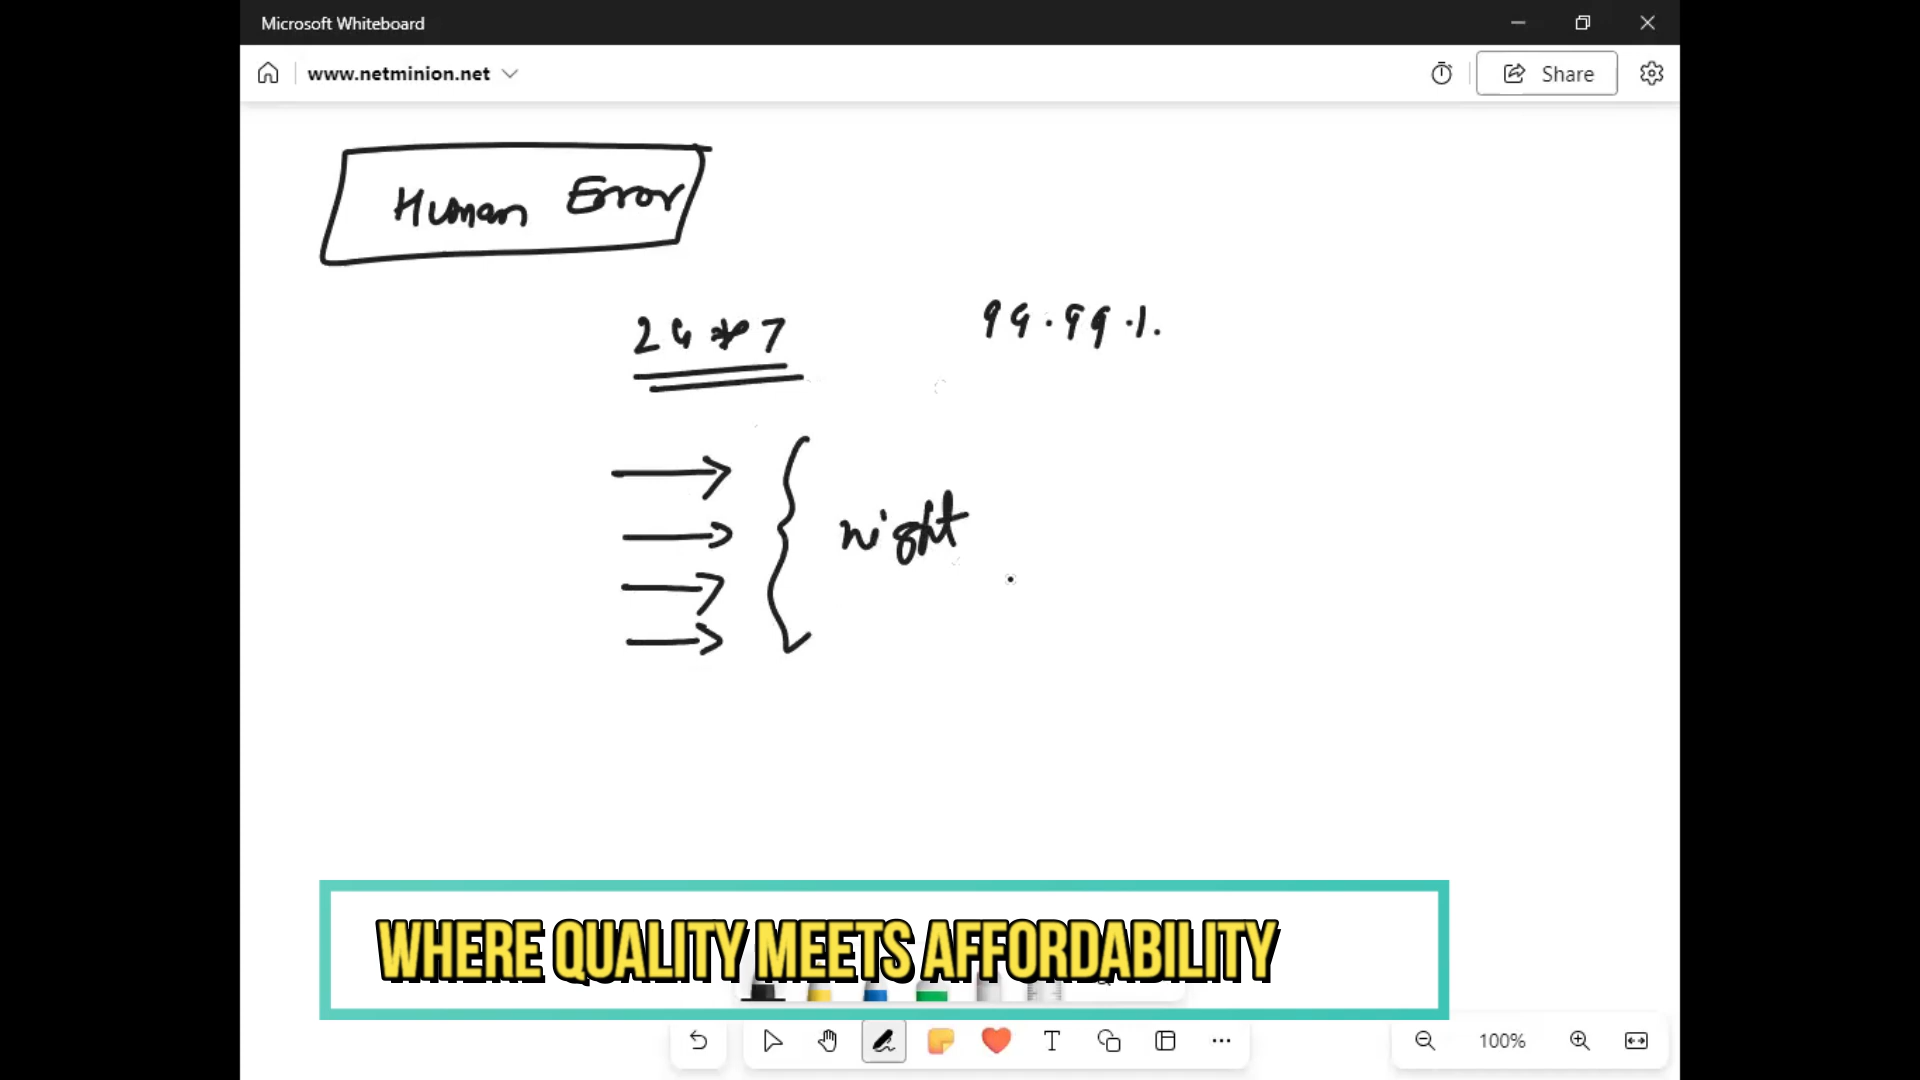 Microsoft Whiteboard
www.netminion.net
Share
Human Error
24*7
99.99%.
night
WHERE QUALITY MEETS AFFORDABILITY
T
100%